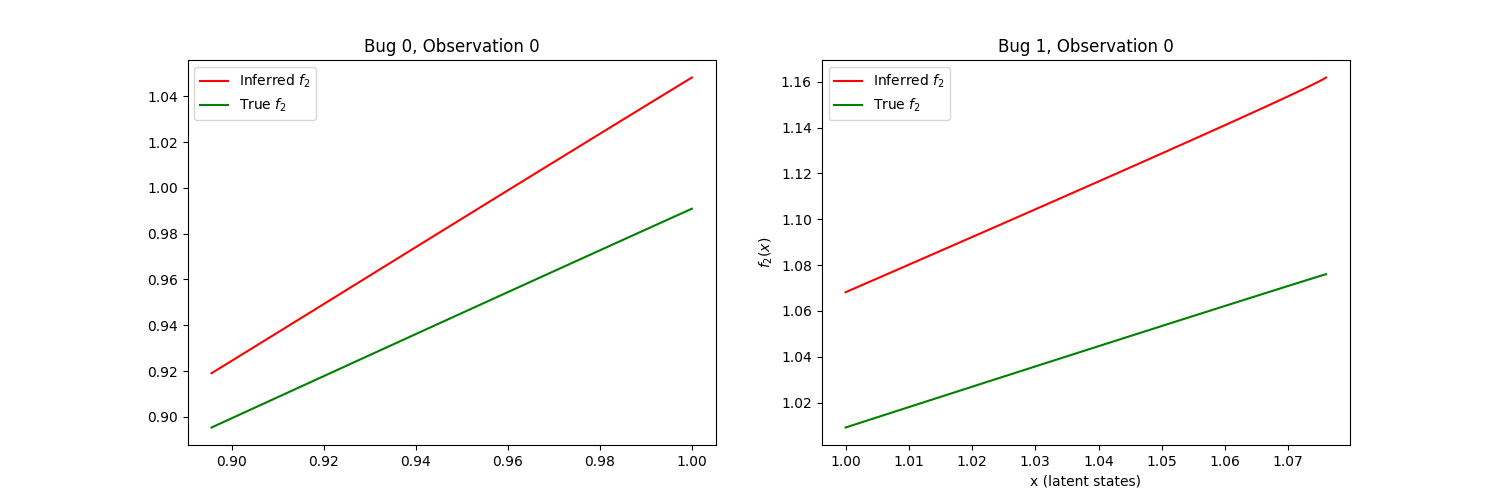 Bug 0, Observation 0
Inferred f₂
True f₂
1.04
1.02
1.00
0.98
0.96
0.94
0.92
0.90
0.90 0.92 0.94 0.96 0.98 1.00
Bug 1, Observation 0
Inferred f₂
True f₂
f₂(x)
1.16
1.14
1.12
1.10
1.08
1.06
1.04
1.02
1.00 1.01 1.02 1.03 1.04 1.05 1.06 1.07
x (latent states)